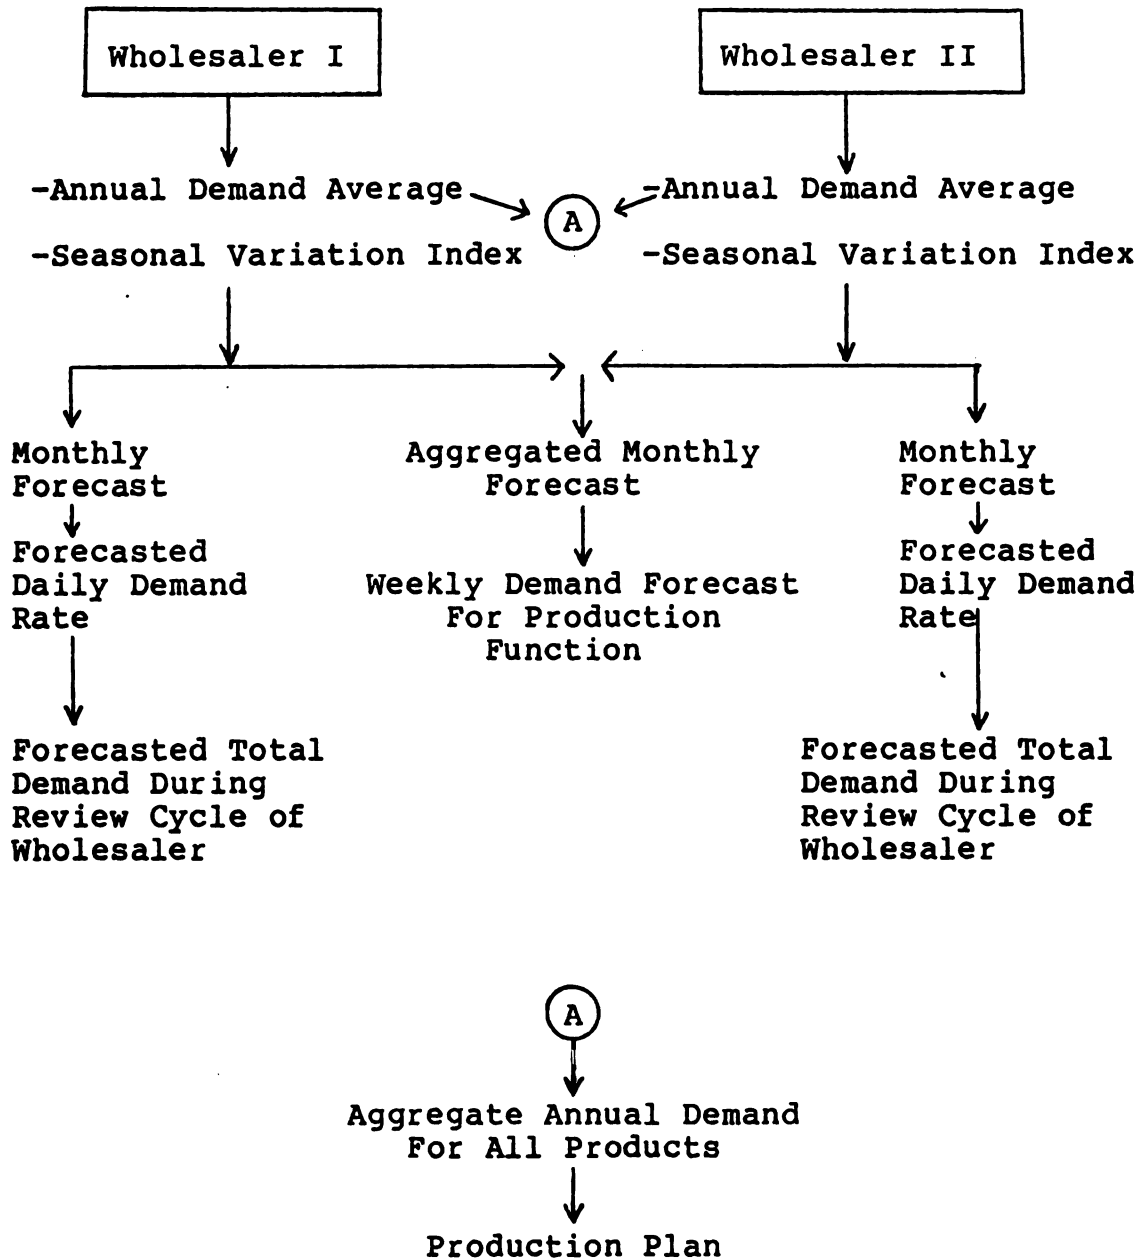 Wholesaler I
Wholesaler II
-Annual Demand Average
A
-Annual Demand Average
-Seasonal Variation Index
-Seasonal Variation Index
Monthly
Forecast
Aggregated Monthly
Forecast
Monthly
Forecast
Forecasted
Daily Demand
Rate
Weekly Demand Forecast
For Production
Function
Forecasted
Daily Demand
Rate
Forecasted Total
Demand During
Review Cycle of
Wholesaler
Forecasted Total
Demand During
Review Cycle of
Wholesaler
A
Aggregate Annual Demand
For All Products
Production Plan